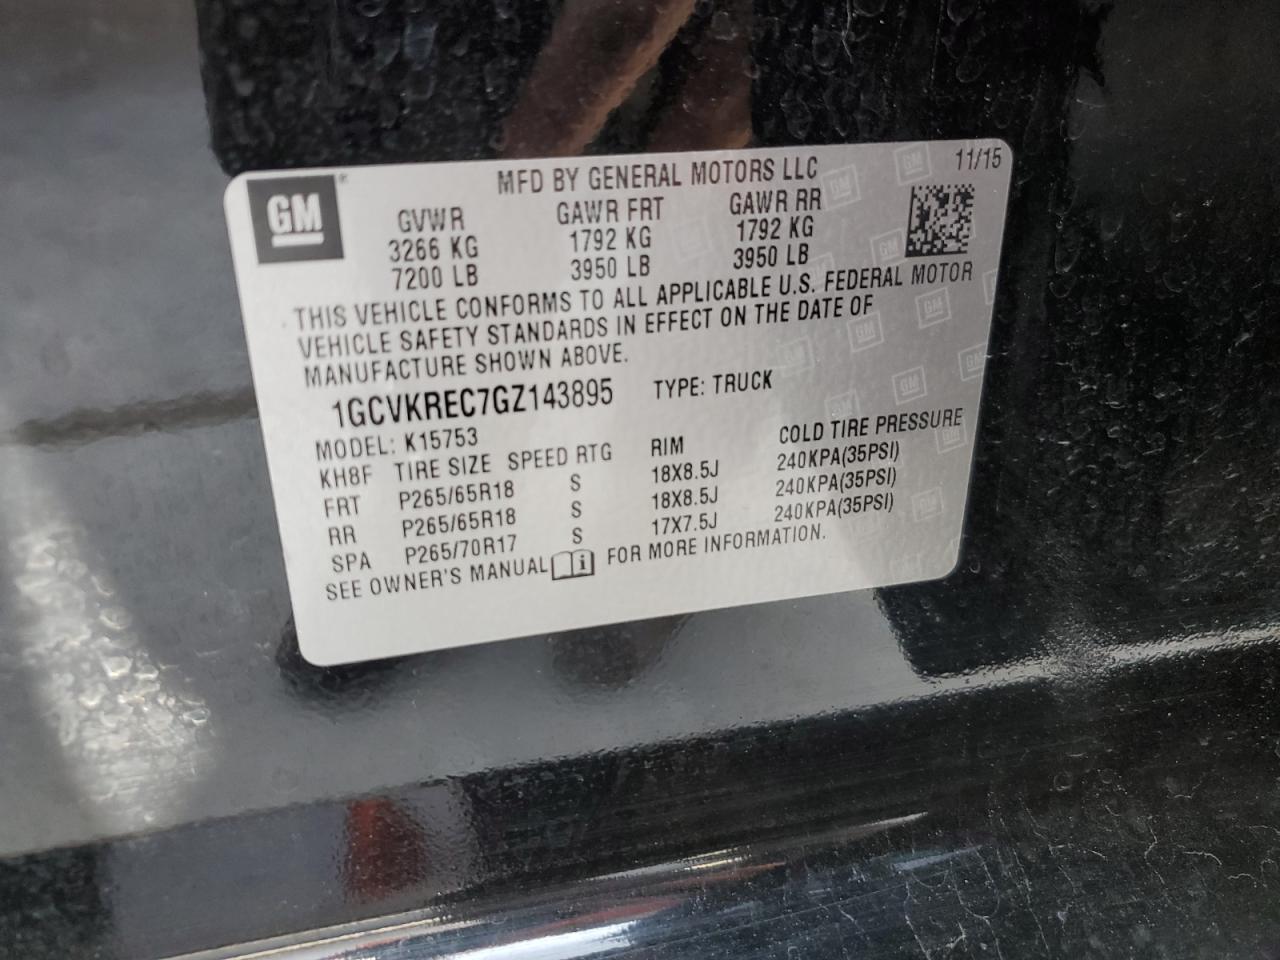 GM
MFD BY GENERAL MOTORS LLC 11/15
GVWR GAWR FRT GAWR RR
3266 KG 1792 KG 1792 KG
7200 LB 3950 LB 3950 LB
THIS VEHICLE CONFORMS TO ALL APPLICABLE U.S. FEDERAL MOTOR
VEHICLE SAFETY STANDARDS IN EFFECT ON THE DATE OF
MANUFACTURE SHOWN ABOVE.
1GCVKREC7GZ143895 TYPE: TRUCK
MODEL: K15753
KH8F TIRE SIZE SPEED RTG RIM COLD TIRE PRESSURE
FRT P265/65R18 S 18X8.5J 240KPA(35PSI)
RR P265/65R18 S 18X8.5J 240KPA(35PSI)
SPA P265/70R17 S 17X7.5J 240KPA(35PSI)
SEE OWNER'S MANUAL i FOR MORE INFORMATION.